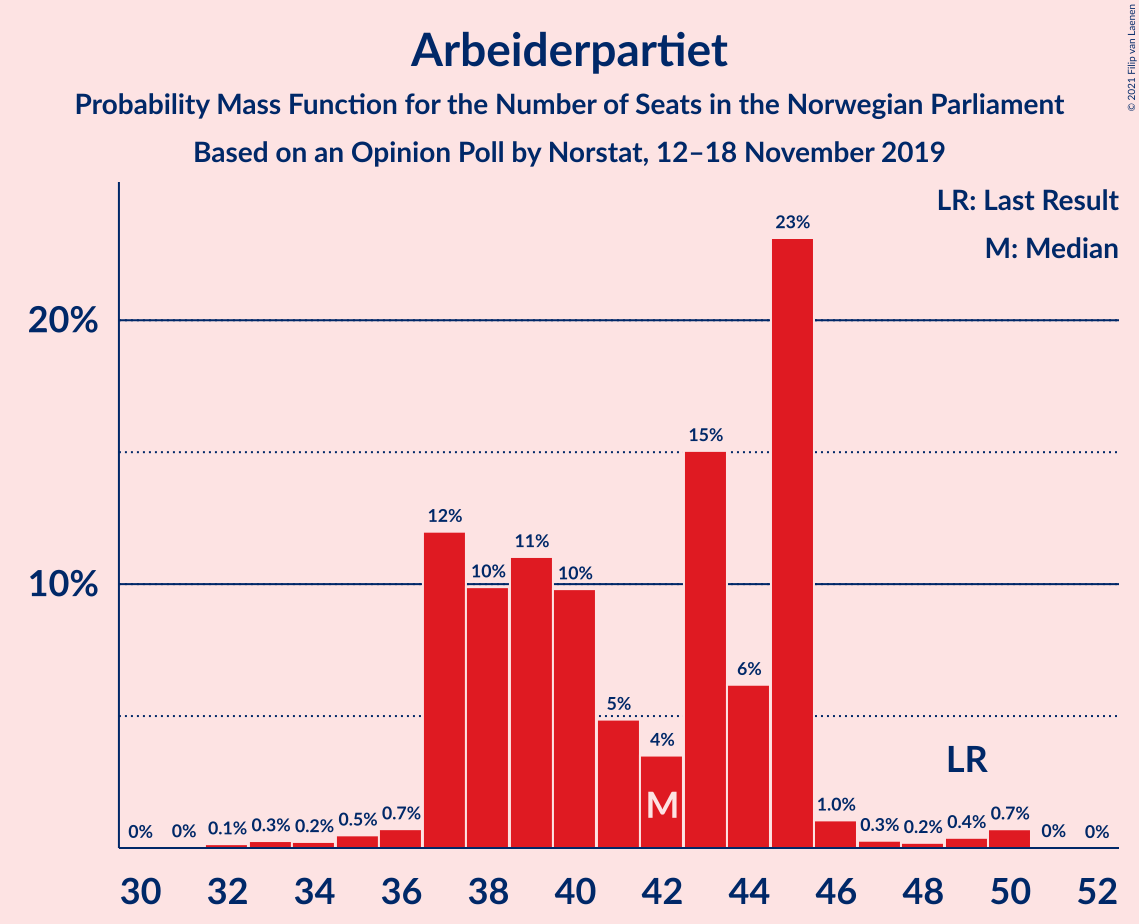 Arbeiderpartiet
Probability Mass Function for the Number of Seats in the Norwegian Parliament
Based on an Opinion Poll by Norstat, 12–18 November 2019
© 2021 Filip van Laenen
LR: Last Result
M: Median
20%
10%
0% 0% 0.1% 0.3% 0.2% 0.5% 0.7% 12% 10% 11% 10% 5% 4% 15% 6% 23% 1.0% 0.3% 0.2% 0.4% 0.7% 0% 0%
LR
M
30 32 34 36 38 40 42 44 46 48 50 52